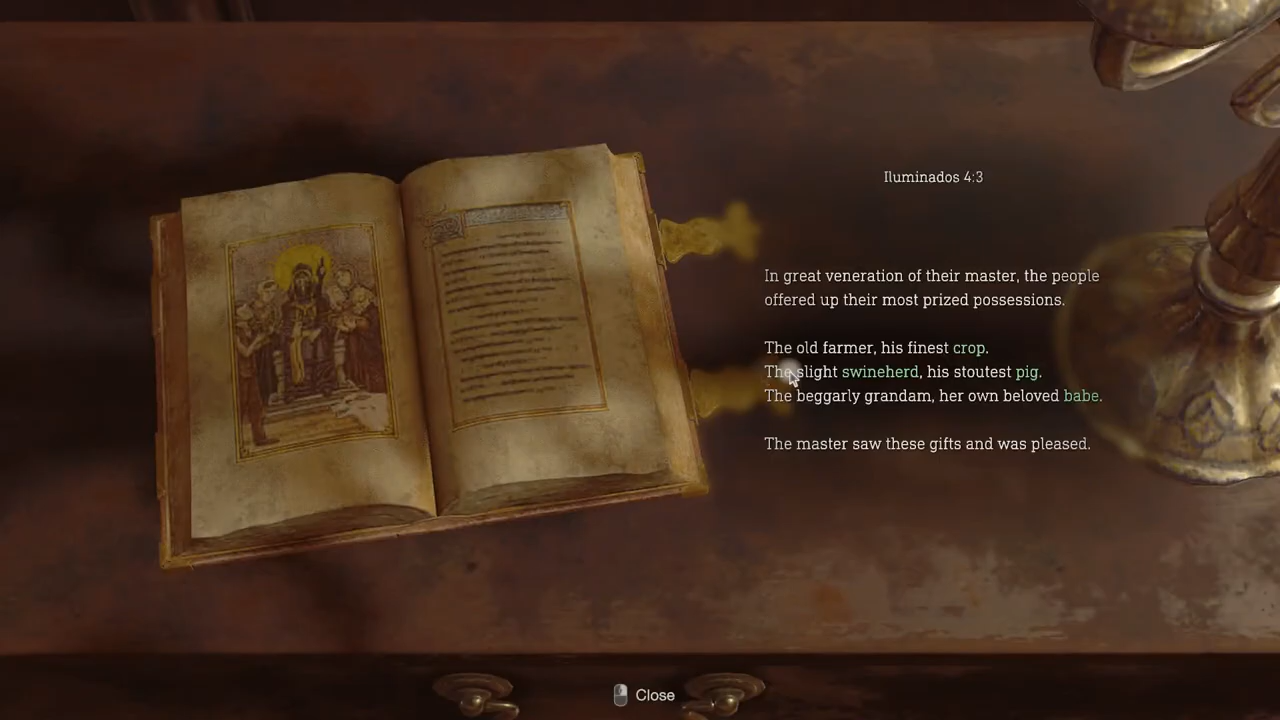 Iluminados 4:3
In great veneration of their master, the people
offered up their most prized possessions.
The old farmer, his finest crop.
The slight swineherd, his stoutest pig.
The beggarly grandam, her own beloved babe.
The master saw these gifts and was pleased.
Close